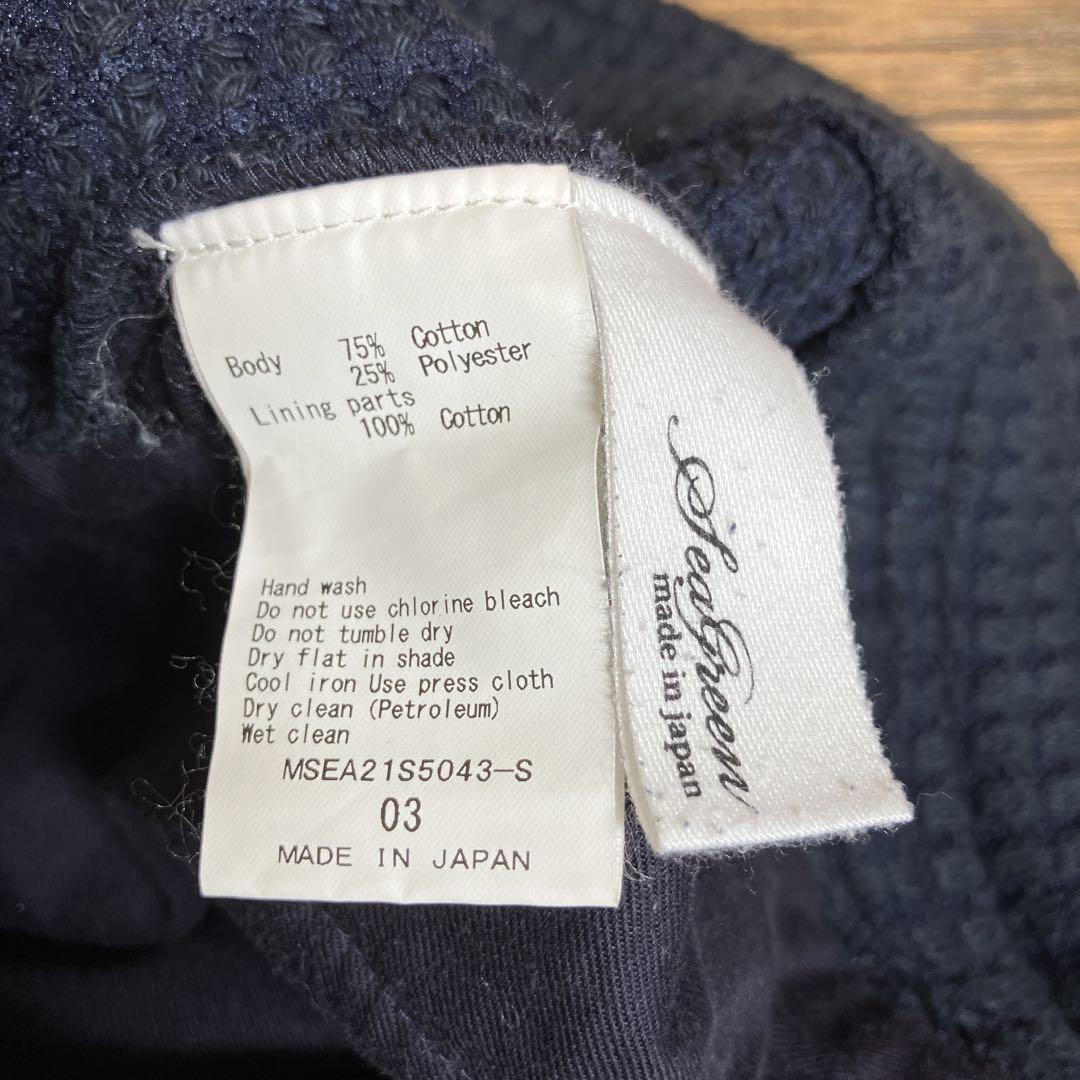 Body 75% Cotton
25% Polyester
Lining parts
100% Cotton
Hand wash
Do not use chlorine bleach
Do not tumble dry
Dry flat in shade
Cool iron Use press cloth
Dry clean (Petroleum)
Wet clean
MSEA21S5043-S
03
MADE IN JAPAN
SeaGreen
made in japan